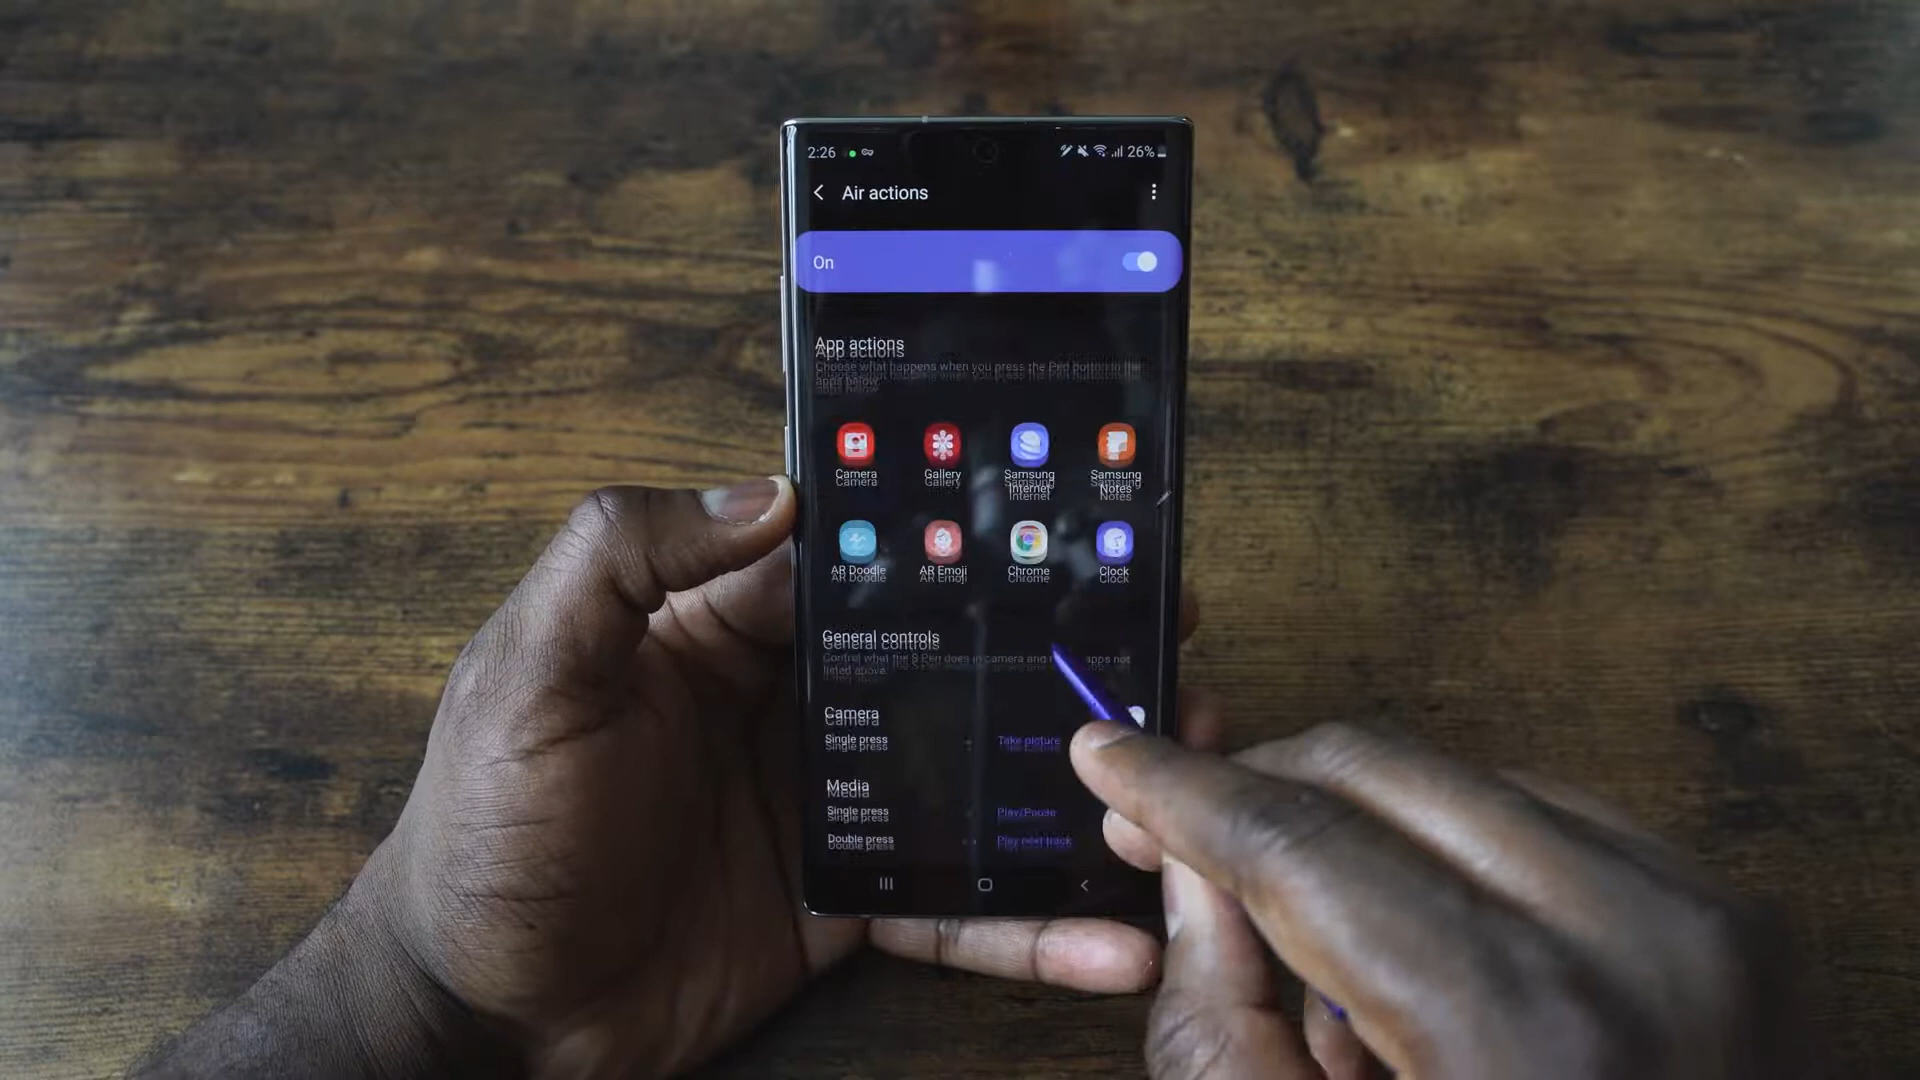 2:26
26%
Air actions
On
App actions
Choose what happens when you press the Pen button in the
apps below.
Camera Gallery Samsung Internet Samsung Notes
AR Doodle AR Emoji Chrome Clock
General controls
Control what the S Pen does in camera and apps not
listed above.
Camera
Single press Take picture
Media
Single press Play/Pause
Double press Play next track